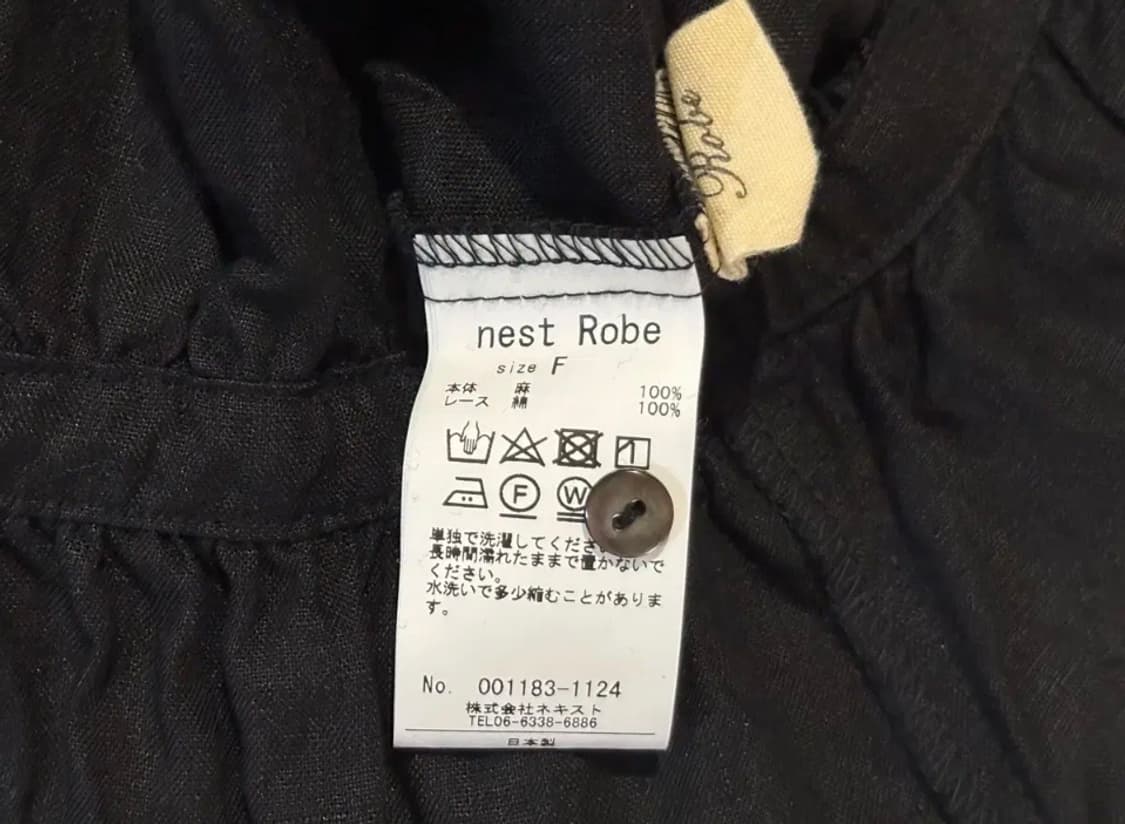 Robe
nest Robe
size F
本体 麻 100%
レース 綿 100%
F W
単独で洗濯してくださ
長時間濡れたままで置かないで
ください。
水洗いで多少縮むことがありま
す。
No. 001183-1124
株式会社ネキスト
TEL06-6338-6886
日本製